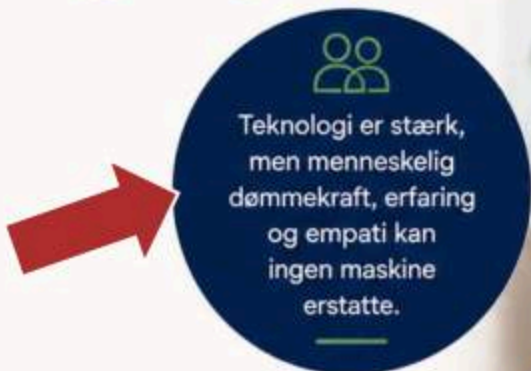 Teknologi er stærk,
men menneskelig
dømmekraft, erfaring
og empati kan
ingen maskine
erstatte.